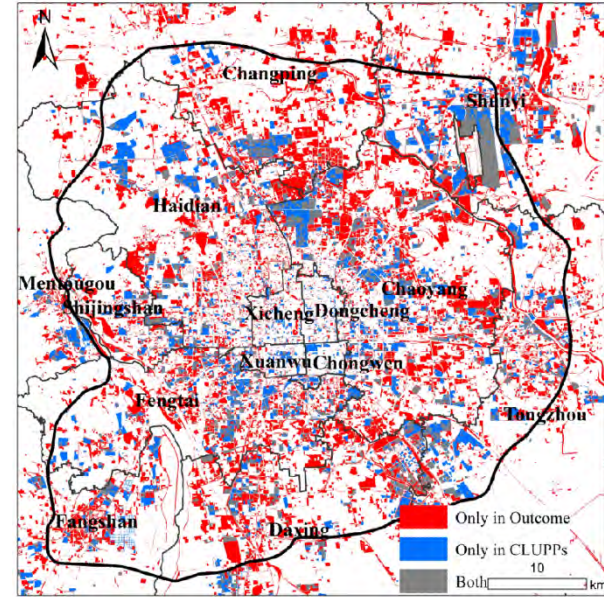 N
Changping
Shunyi
Haidian
Mentougou
Shijingshan
Chaoyang
Xicheng Dongcheng
Xuanwu Chongwen
Fengtai
Tongzhou
Fangshan
Daxing
Only in Outcome
Only in CLUPPs
Both
10
km